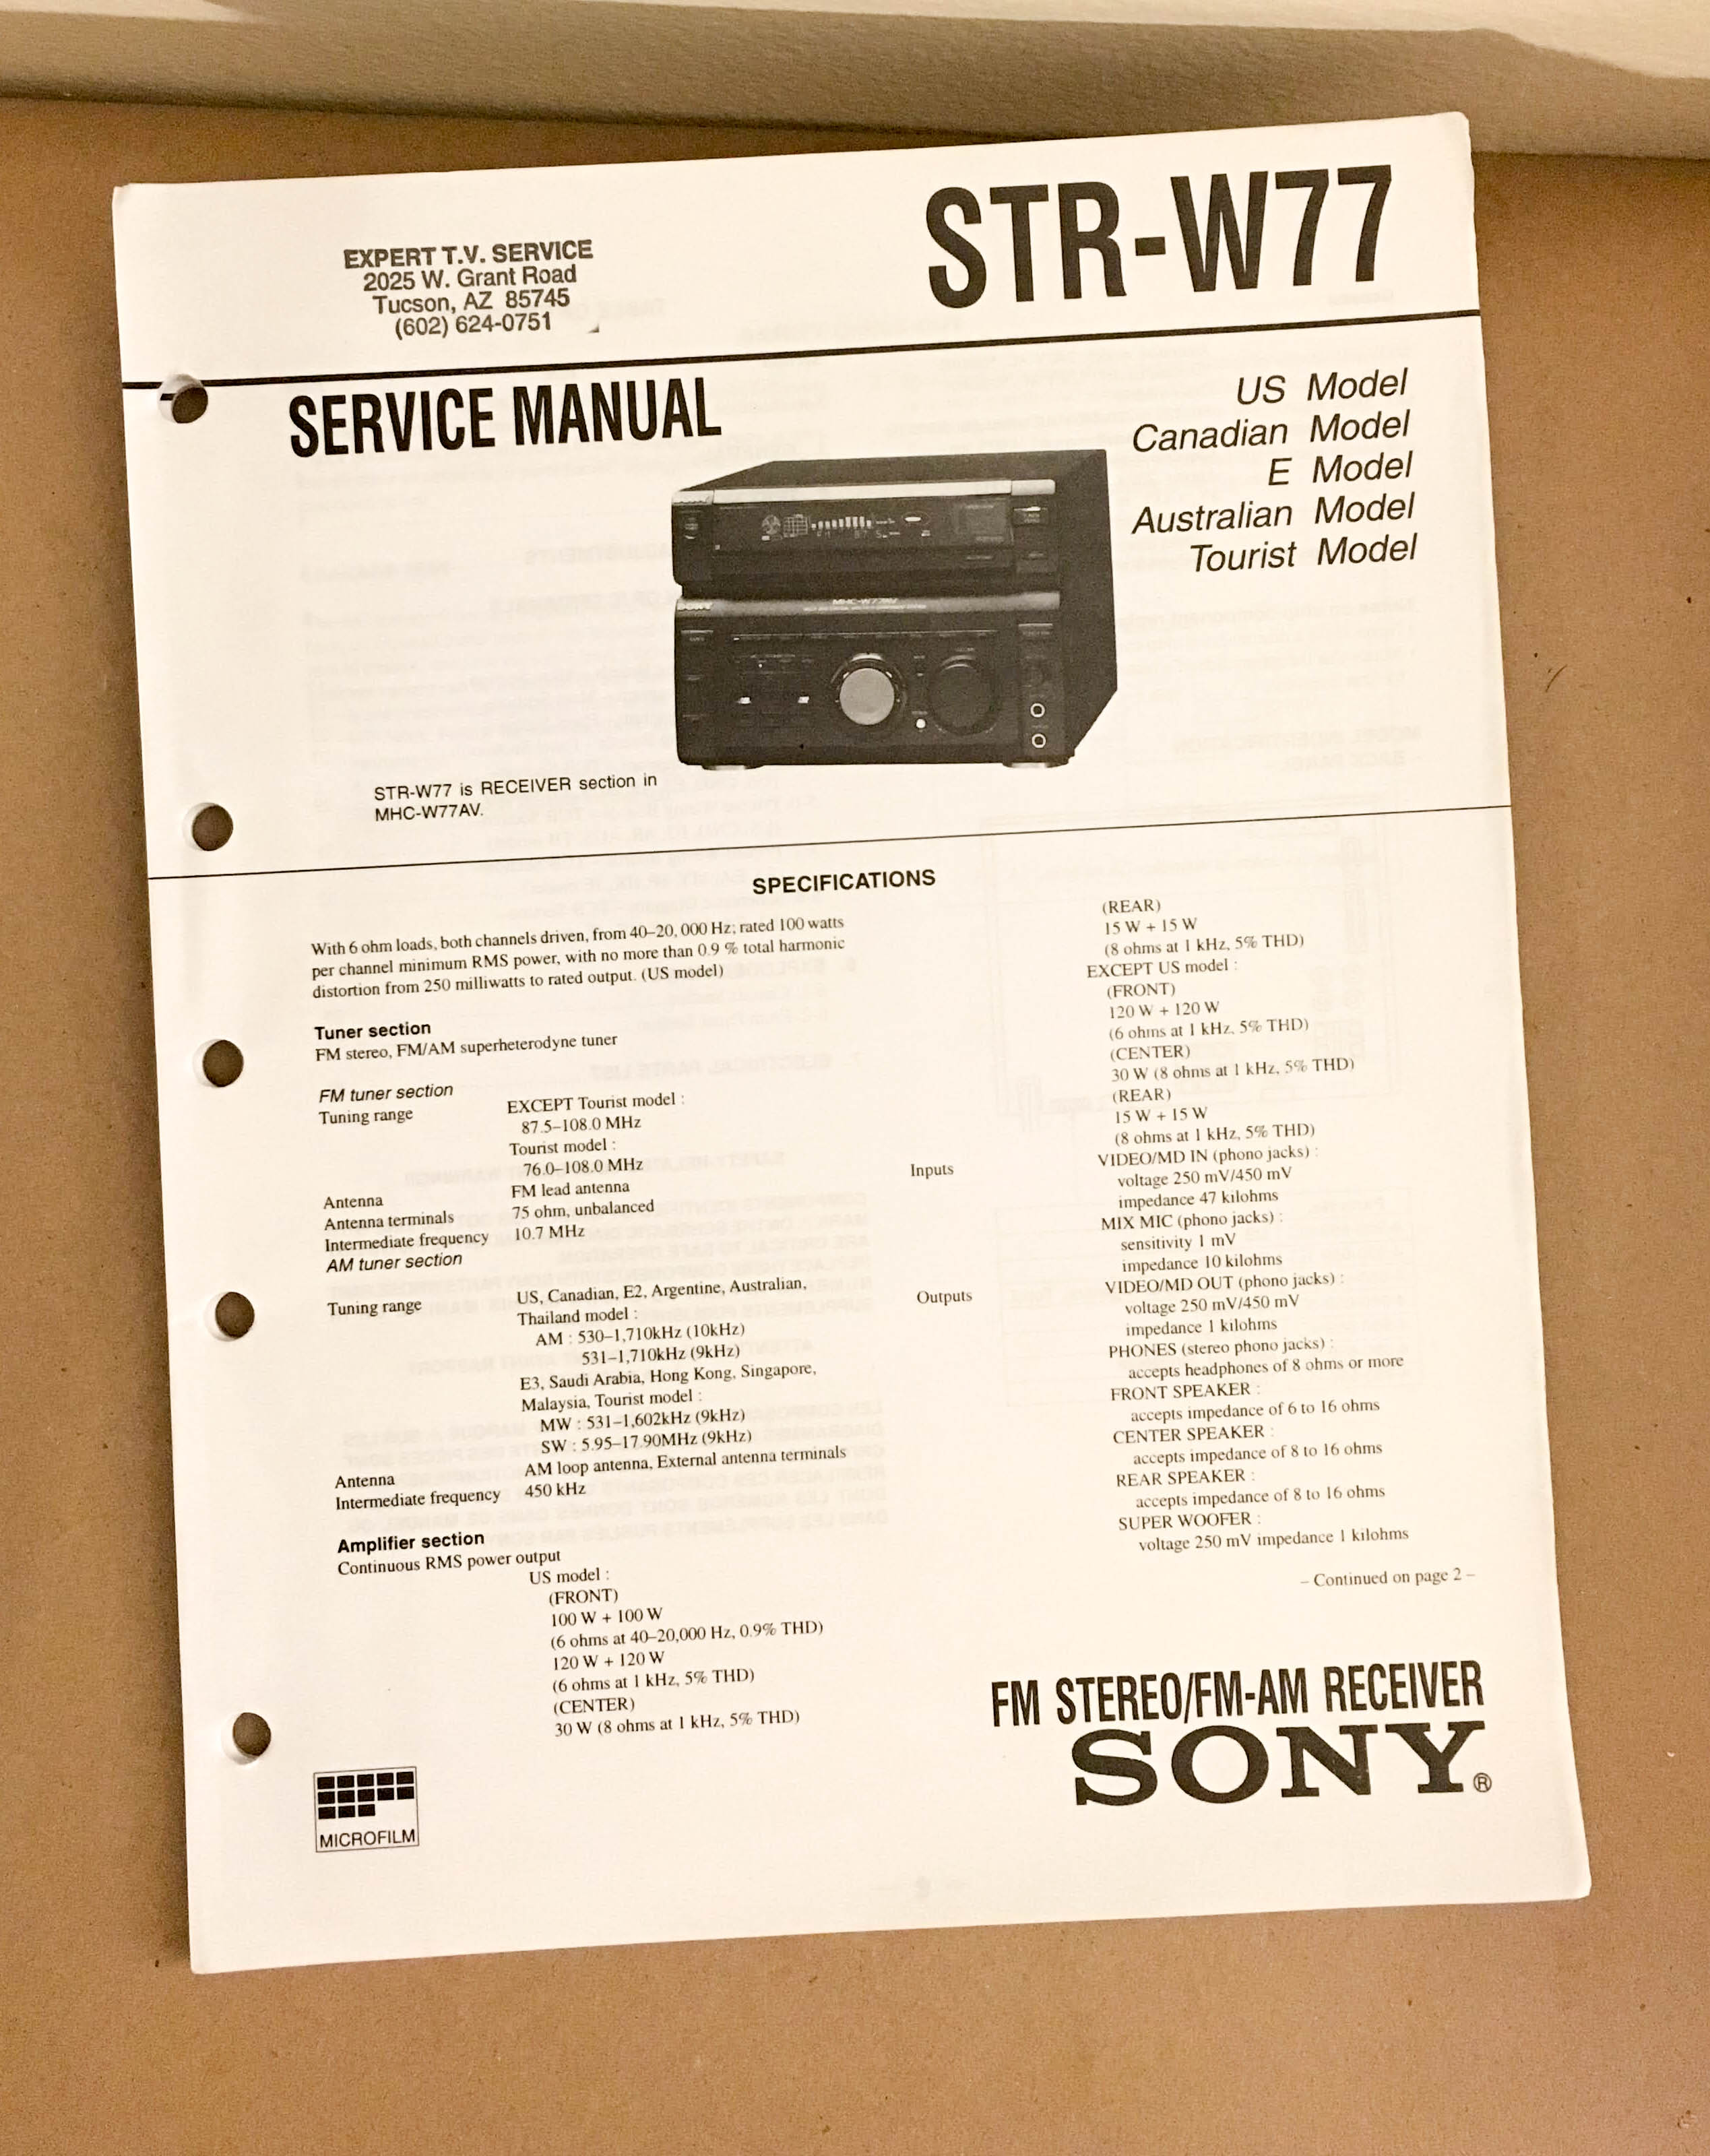 STR-W77
EXPERT T.V. SERVICE
2025 W. Grant Road
Tucson, AZ 85745
(602) 624-0751
SERVICE MANUAL
US Model
Canadian Model
E Model
Australian Model
Tourist Model
SONY
MHC-W77AV
STR-W77 is RECEIVER section in
MHC-W77AV.
SPECIFICATIONS
With 6 ohm loads, both channels driven, from 40–20, 000 Hz; rated 100 watts
per channel minimum RMS power, with no more than 0.9 % total harmonic
distortion from 250 milliwatts to rated output. (US model)
Tuner section
FM stereo, FM/AM superheterodyne tuner
FM tuner section
Tuning range EXCEPT Tourist model :
87.5–108.0 MHz
Tourist model :
76.0–108.0 MHz
Antenna FM lead antenna
Antenna terminals 75 ohm, unbalanced
Intermediate frequency 10.7 MHz
AM tuner section
Tuning range US, Canadian, E2, Argentine, Australian,
Thailand model :
AM : 530–1,710kHz (10kHz)
531–1,710kHz (9kHz)
E3, Saudi Arabia, Hong Kong, Singapore,
Malaysia, Tourist model :
MW : 531–1,602kHz (9kHz)
SW : 5.95–17.90MHz (9kHz)
Antenna AM loop antenna, External antenna terminals
Intermediate frequency 450 kHz
Amplifier section
Continuous RMS power output
US model :
(FRONT)
100 W + 100 W
(6 ohms at 40–20,000 Hz, 0.9% THD)
120 W + 120 W
(6 ohms at 1 kHz, 5% THD)
(CENTER)
30 W (8 ohms at 1 kHz, 5% THD)
(REAR)
15 W + 15 W
(8 ohms at 1 kHz, 5% THD)
EXCEPT US model :
(FRONT)
120 W + 120 W
(6 ohms at 1 kHz, 5% THD)
(CENTER)
30 W (8 ohms at 1 kHz, 5% THD)
(REAR)
15 W + 15 W
(8 ohms at 1 kHz, 5% THD)
Inputs VIDEO/MD IN (phono jacks) :
voltage 250 mV/450 mV
impedance 47 kilohms
MIX MIC (phono jacks) :
sensitivity 1 mV
impedance 10 kilohms
Outputs VIDEO/MD OUT (phono jacks) :
voltage 250 mV/450 mV
impedance 1 kilohms
PHONES (stereo phono jacks) :
accepts headphones of 8 ohms or more
FRONT SPEAKER :
accepts impedance of 6 to 16 ohms
CENTER SPEAKER :
accepts impedance of 8 to 16 ohms
REAR SPEAKER :
accepts impedance of 8 to 16 ohms
SUPER WOOFER :
voltage 250 mV impedance 1 kilohms
– Continued on page 2 –
FM STEREO/FM-AM RECEIVER
SONY®
MICROFILM